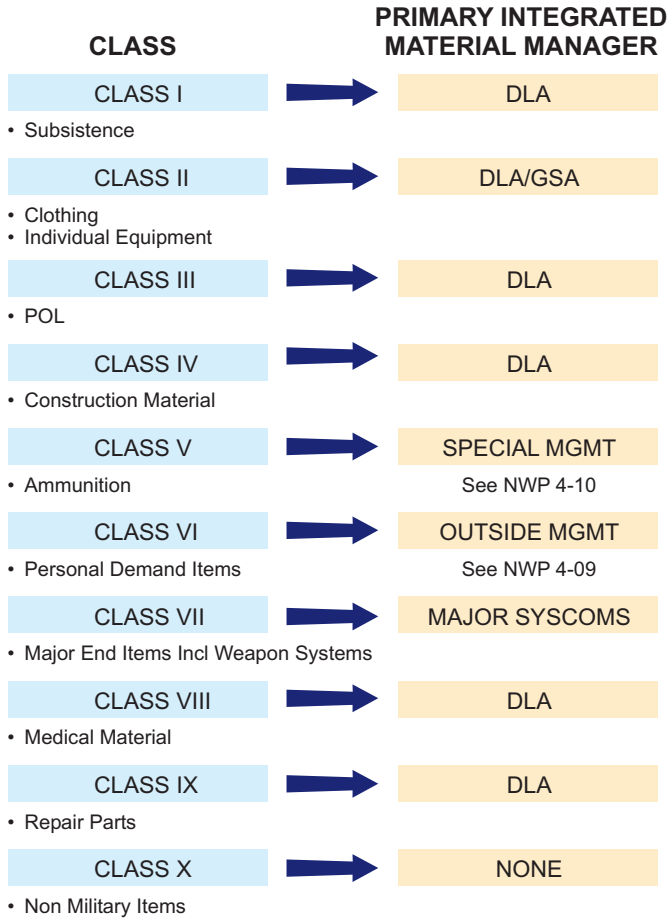 CLASS
PRIMARY INTEGRATED
MATERIAL MANAGER
CLASS I
DLA
• Subsistence
CLASS II
DLA/GSA
• Clothing
• Individual Equipment
CLASS III
DLA
• POL
CLASS IV
DLA
• Construction Material
CLASS V
SPECIAL MGMT
• Ammunition
See NWP 4-10
CLASS VI
OUTSIDE MGMT
• Personal Demand Items
See NWP 4-09
CLASS VII
MAJOR SYSCOMS
• Major End Items Incl Weapon Systems
CLASS VIII
DLA
• Medical Material
CLASS IX
DLA
• Repair Parts
CLASS X
NONE
• Non Military Items